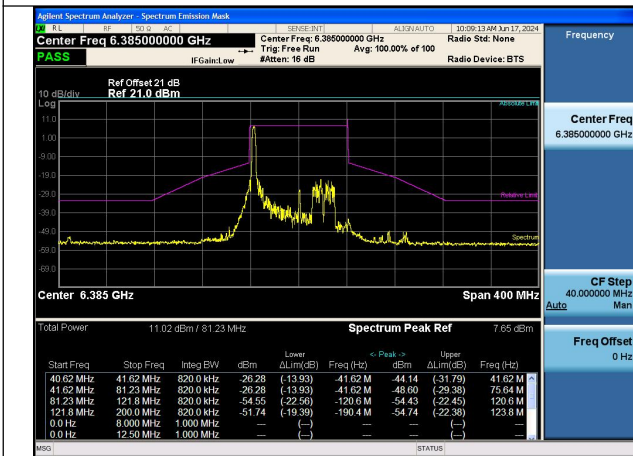 Agilent Spectrum Analyzer - Spectrum Emission Mask
RL RF 50 Ω AC SENSE:INT ALIGNAUTO 10:09:13 AM Jun 17, 2024
Center Freq 6.385000000 GHz
Center Freq: 6.385000000 GHz
Radio Std: None
Trig: Free Run Avg: 100.00% of 100
PASS IFGain:Low #Atten: 16 dB Radio Device: BTS
Ref Offset 21 dB
10 dB/div Ref 21.0 dBm
Log
Absolute Limit
11.0
1.00
-9.00
-19.0
-29.0
Relative Limit
-39.0
-49.0
Spectrum
-59.0
-69.0
Center 6.385 GHz Span 400 MHz
Total Power 11.02 dBm / 81.23 MHz Spectrum Peak Ref 7.65 dBm
Lower <- Peak -> Upper
Start Freq Stop Freq Integ BW dBm ΔLim(dB) Freq (Hz) dBm ΔLim(dB) Freq (Hz)
40.62 MHz 41.62 MHz 820.0 kHz -26.28 (-13.93) -41.62 M -44.14 (-31.79) 41.62 M
41.62 MHz 81.23 MHz 820.0 kHz -26.28 (-13.93) -41.62 M -48.60 (-29.38) 75.64 M
81.23 MHz 121.8 MHz 820.0 kHz -54.55 (-22.56) -120.6 M -54.43 (-22.45) 120.6 M
121.8 MHz 200.0 MHz 820.0 kHz -51.74 (-19.39) -190.4 M -54.74 (-22.38) 123.8 M
0.0 Hz 8.000 MHz 1.000 MHz --- (---) --- --- (---) ---
0.0 Hz 12.50 MHz 1.000 MHz --- (---) --- --- (---) ---
MSG STATUS
Frequency
Center Freq
6.385000000 GHz
CF Step
40.000000 MHz
Auto Man
Freq Offset
0 Hz